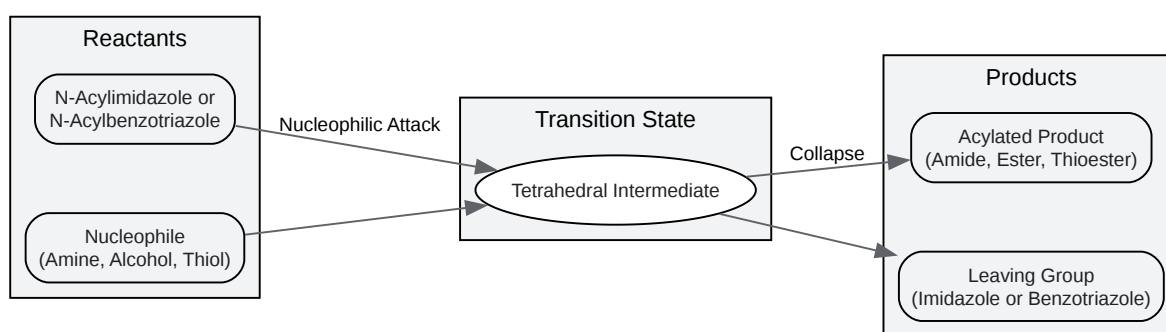 Reactants
N-Acylimidazole or
N-Acylbenzotriazole
Nucleophile
(Amine, Alcohol, Thiol)
Nucleophilic Attack
Transition State
Tetrahedral Intermediate
Collapse
Products
Acylated Product
(Amide, Ester, Thioester)
Leaving Group
(Imidazole or Benzotriazole)